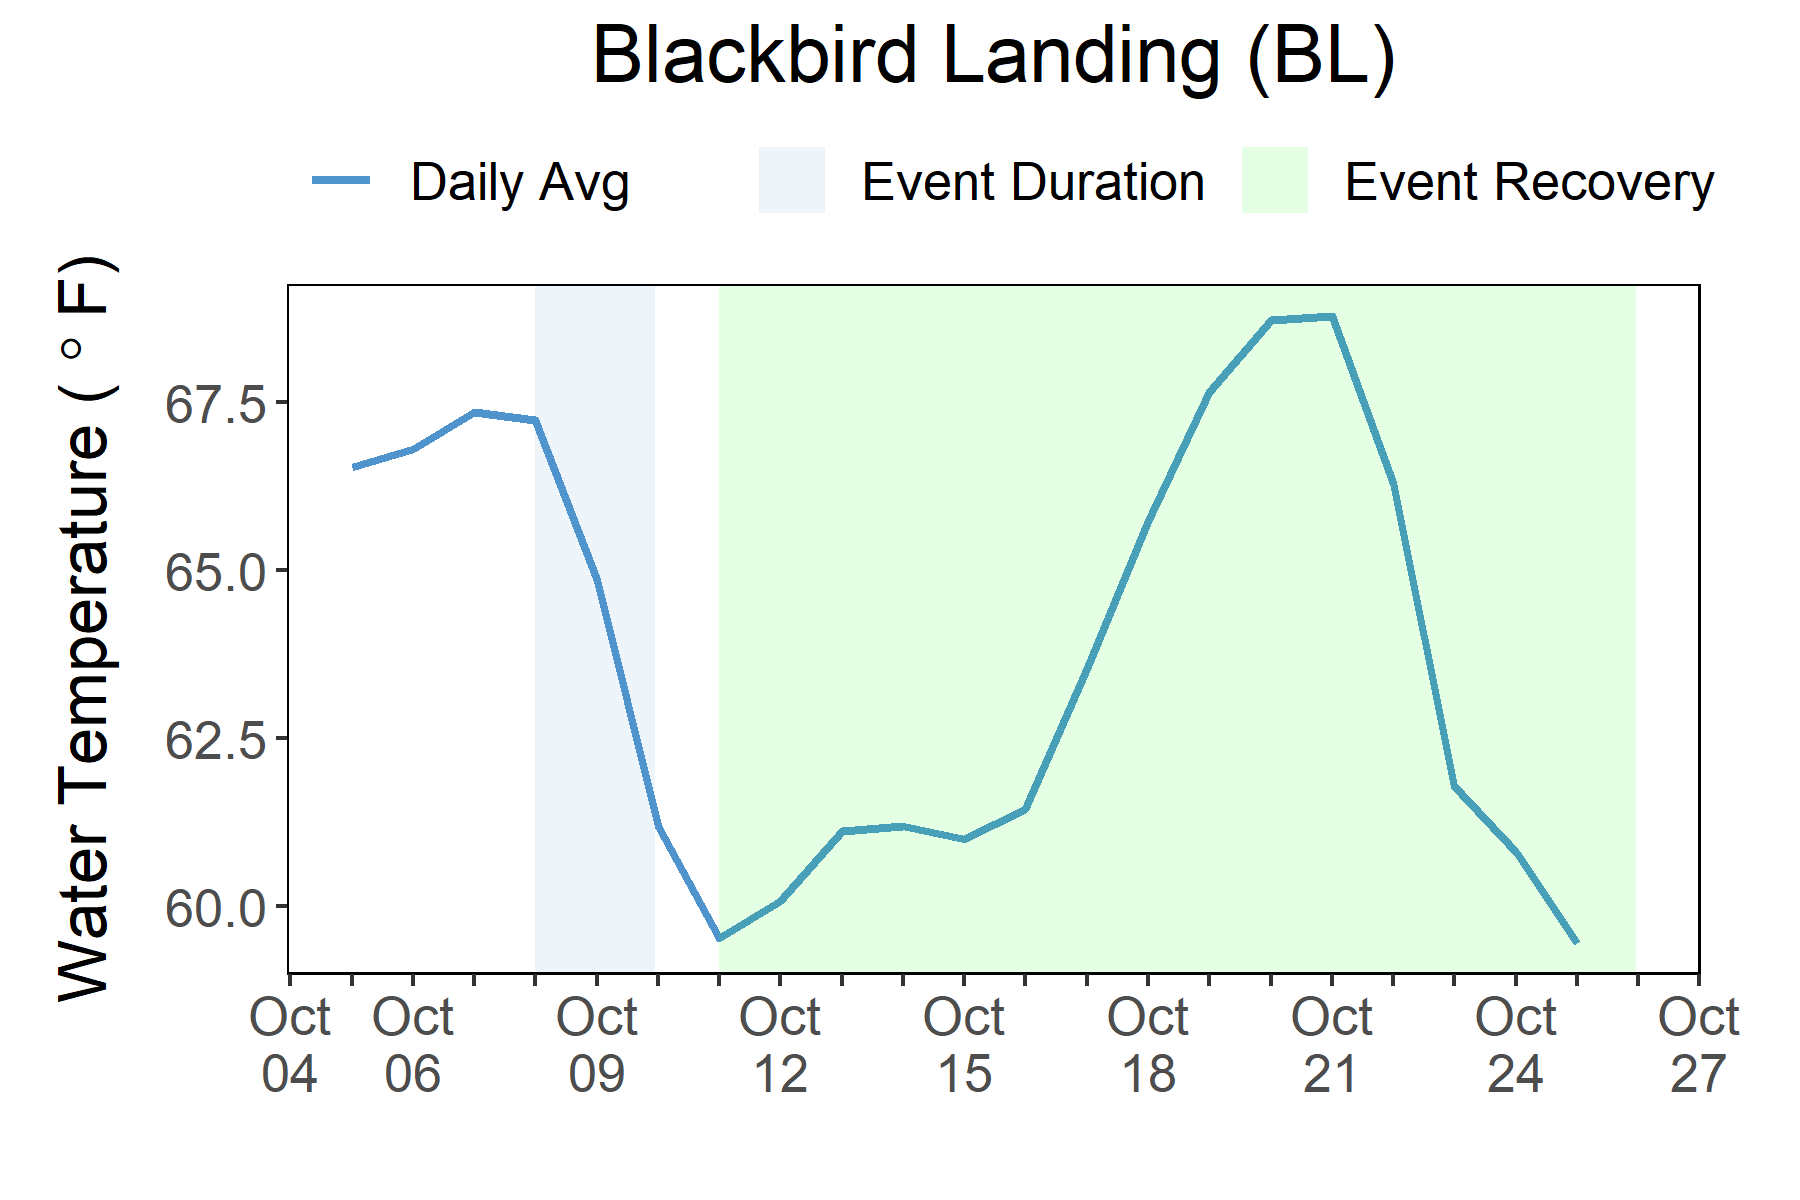 Blackbird Landing (BL)
Daily Avg Event Duration Event Recovery
Water Temperature ( ° F)
67.5
65.0
62.5
60.0
Oct Oct Oct Oct Oct Oct Oct Oct Oct
04 06 09 12 15 18 21 24 27